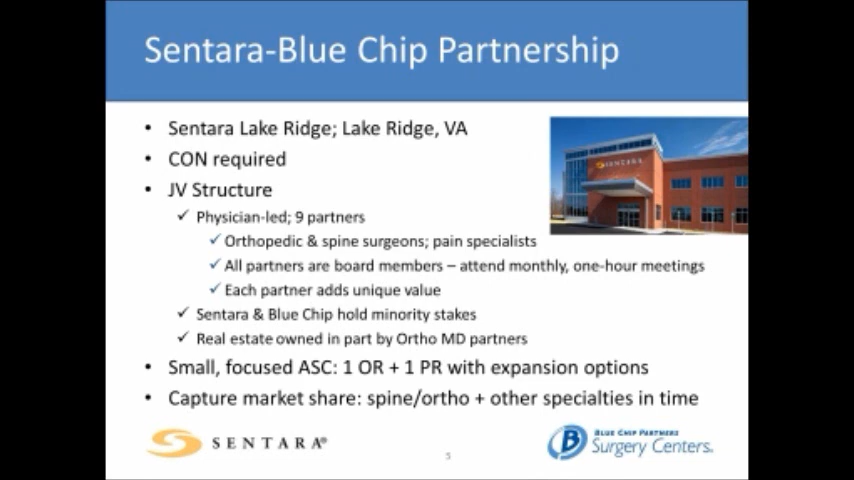 Sentara-Blue Chip Partnership
• Sentara Lake Ridge; Lake Ridge, VA
• CON required
• JV Structure
✓ Physician-led; 9 partners
✓ Orthopedic & spine surgeons; pain specialists
✓ All partners are board members – attend monthly, one-hour meetings
✓ Each partner adds unique value
✓ Sentara & Blue Chip hold minority stakes
✓ Real estate owned in part by Ortho MD partners
• Small, focused ASC: 1 OR + 1 PR with expansion options
• Capture market share: spine/ortho + other specialties in time
SENTARA
SENTARA®
5
B
BLUE CHIP PARTNERS
Surgery Centers.